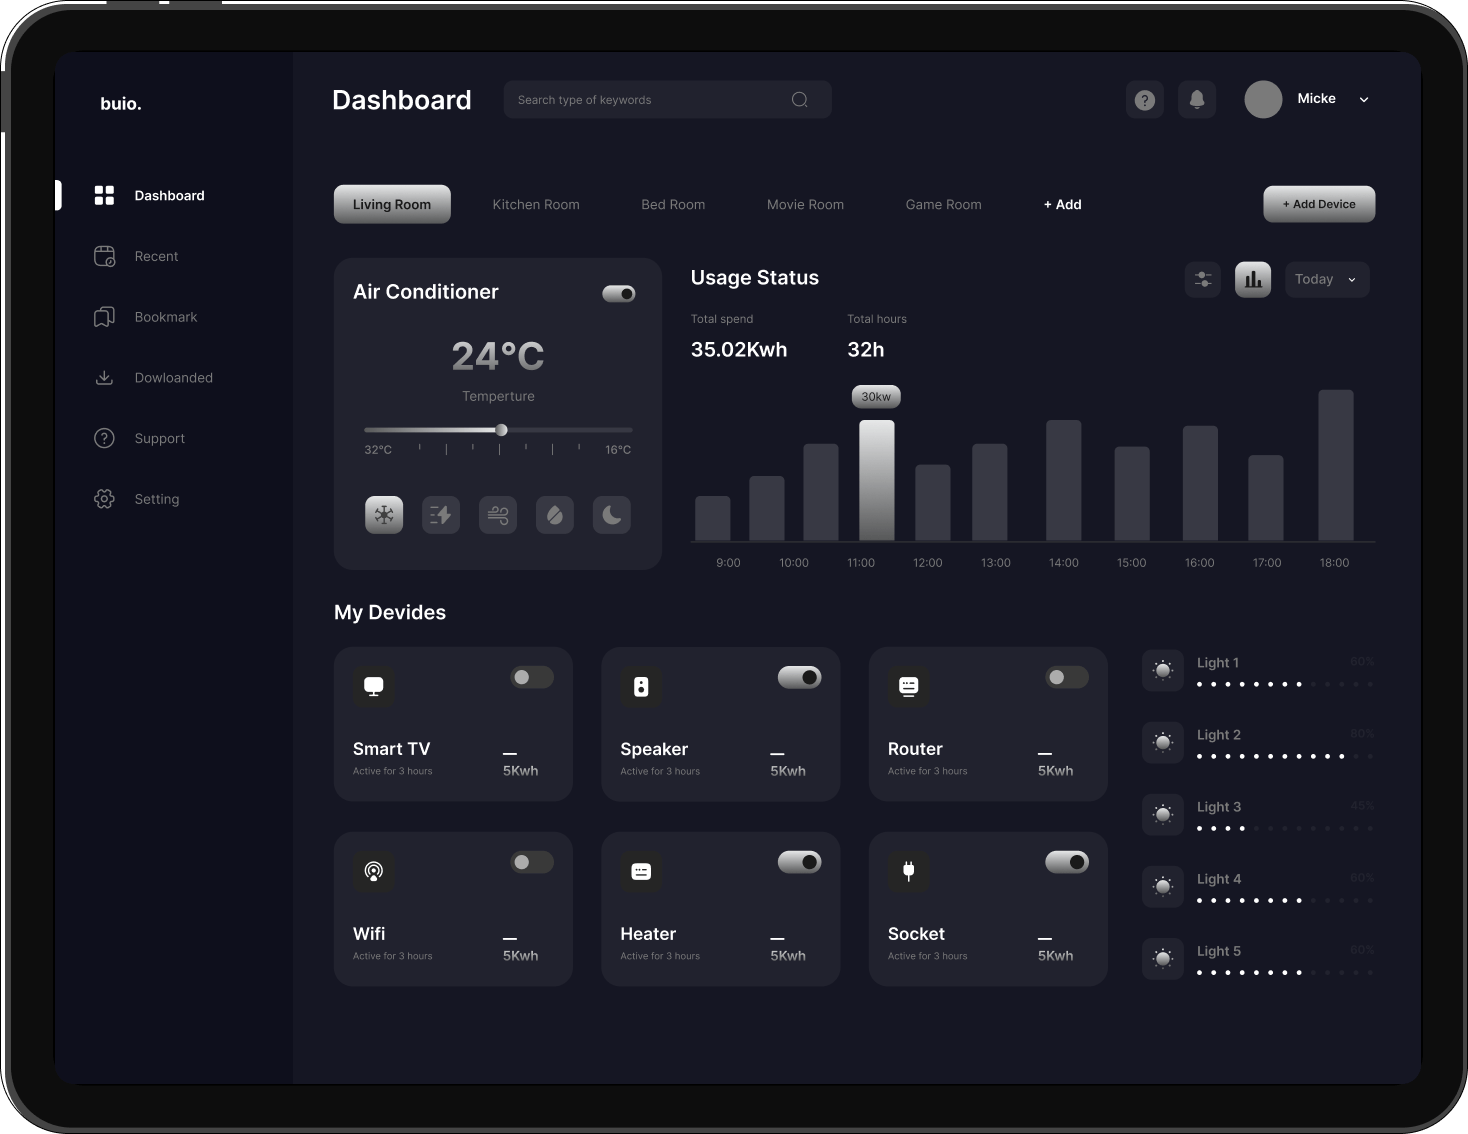 buio.
Dashboard
Recent
Bookmark
Dowloanded
Support
Setting
Dashboard
Search type of keywords
Micke
Living Room
Kitchen Room
Bed Room
Movie Room
Game Room
+ Add
+ Add Device
Air Conditioner
24°C
Temperture
32°C
16°C
Usage Status
Today
Total spend
Total hours
35.02Kwh
32h
30kw
9:00
10:00
11:00
12:00
13:00
14:00
15:00
16:00
17:00
18:00
My Devides
Smart TV
Active for 3 hours
5Kwh
Speaker
Active for 3 hours
5Kwh
Router
Active for 3 hours
5Kwh
Wifi
Active for 3 hours
5Kwh
Heater
Active for 3 hours
5Kwh
Socket
Active for 3 hours
5Kwh
Light 1
60%
Light 2
80%
Light 3
45%
Light 4
60%
Light 5
60%